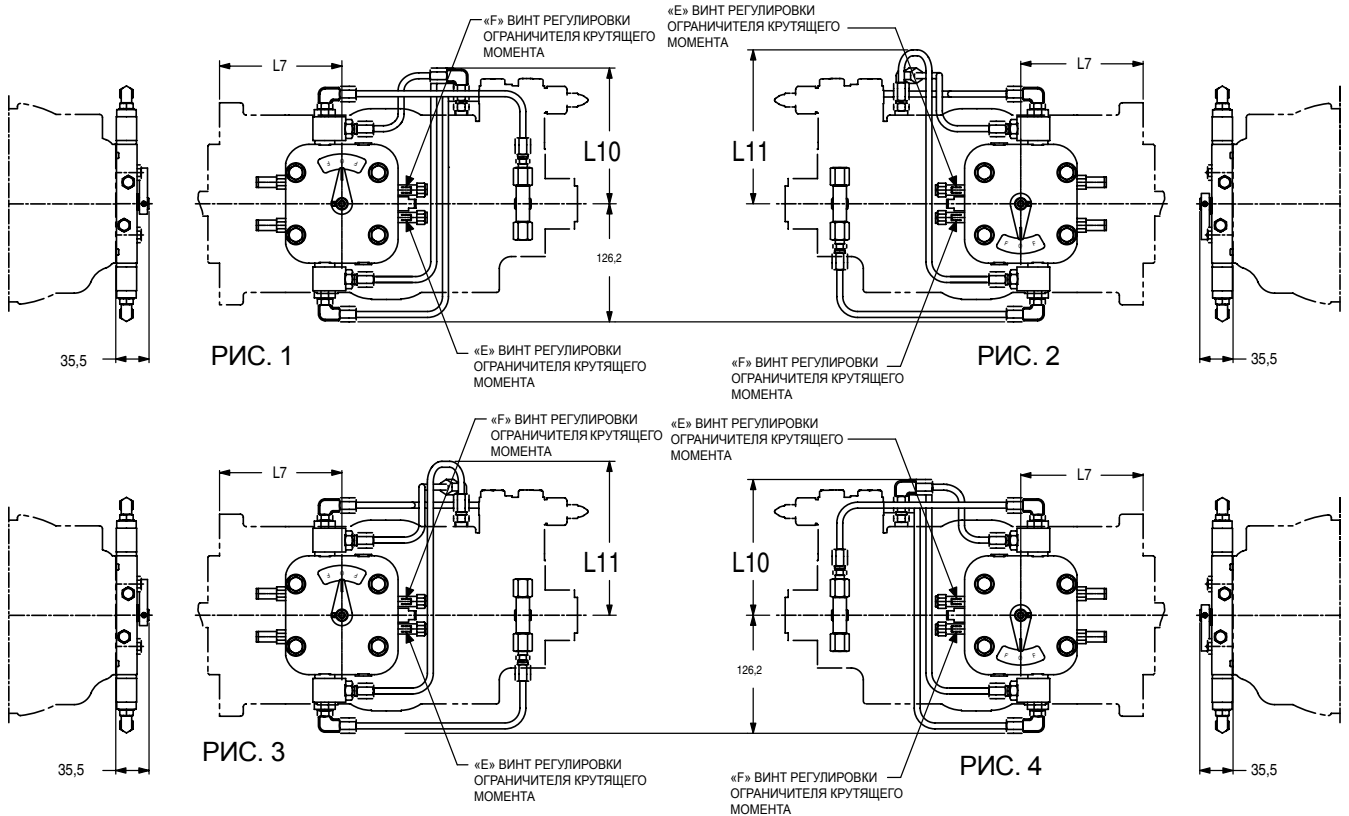 «F» ВИНТ РЕГУЛИРОВКИ
ОГРАНИЧИТЕЛЯ КРУТЯЩЕГО
МОМЕНТА
«E» ВИНТ РЕГУЛИРОВКИ
ОГРАНИЧИТЕЛЯ КРУТЯЩЕГО
МОМЕНТА
L7
L10
126,2
F O F
35,5
РИС. 1
«E» ВИНТ РЕГУЛИРОВКИ
ОГРАНИЧИТЕЛЯ КРУТЯЩЕГО
МОМЕНТА
L7
L11
F O F
«F» ВИНТ РЕГУЛИРОВКИ
ОГРАНИЧИТЕЛЯ КРУТЯЩЕГО
МОМЕНТА
РИС. 2
35,5
«F» ВИНТ РЕГУЛИРОВКИ
ОГРАНИЧИТЕЛЯ КРУТЯЩЕГО
МОМЕНТА
«E» ВИНТ РЕГУЛИРОВКИ
ОГРАНИЧИТЕЛЯ КРУТЯЩЕГО
МОМЕНТА
L7
L11
F O F
35,5
РИС. 3
«E» ВИНТ РЕГУЛИРОВКИ
ОГРАНИЧИТЕЛЯ КРУТЯЩЕГО
МОМЕНТА
L7
L10
126,2
F O F
«F» ВИНТ РЕГУЛИРОВКИ
ОГРАНИЧИТЕЛЯ КРУТЯЩЕГО
МОМЕНТА
РИС. 4
35,5